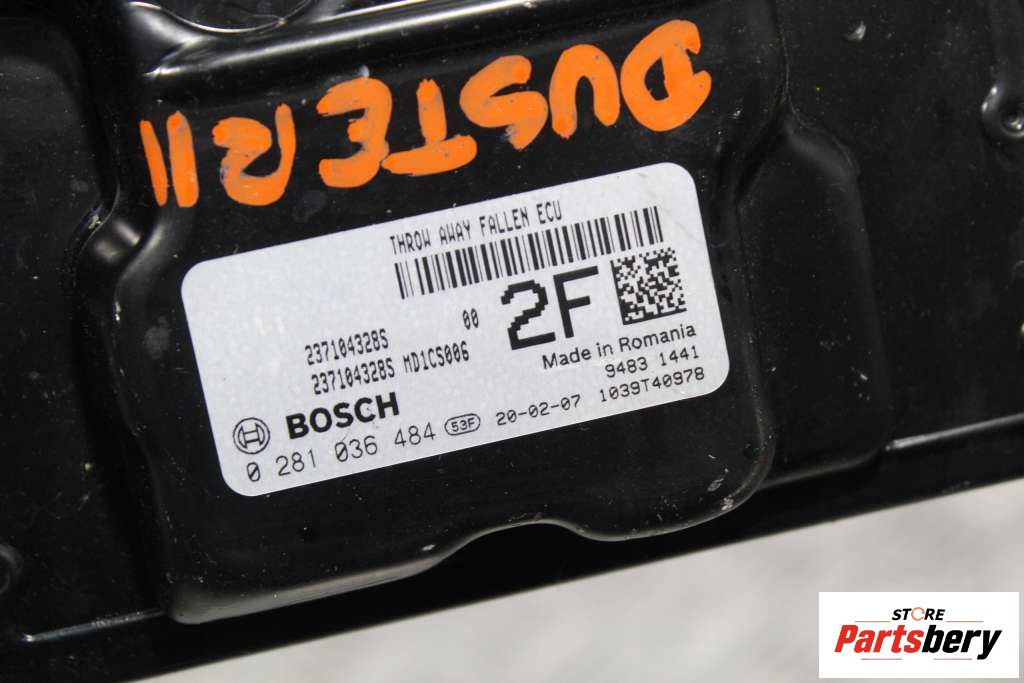 DUSTER II
THROW AWAY FALLEN ECU
237104328S 00
237104328S MD1CS006
2F
Made in Romania
9483 1441
BOSCH
0 281 036 484 53F 20-02-07 1039T40978
STORE
Partsbery